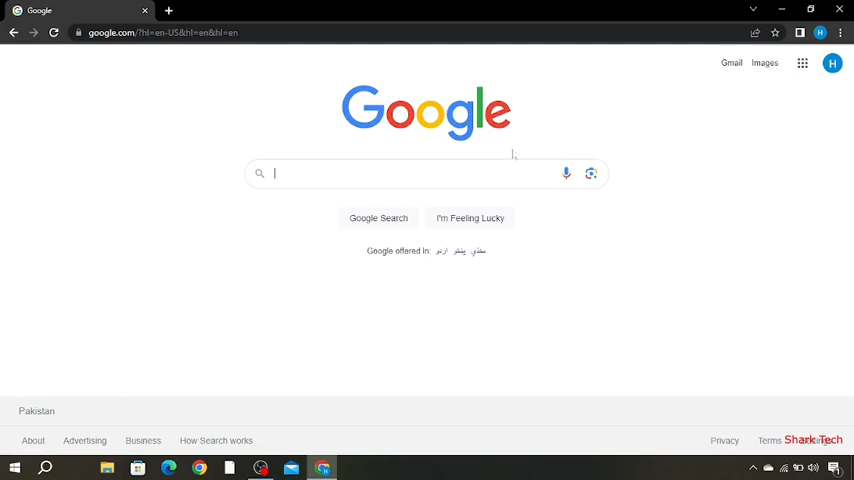 Google
google.com/?hl=en-US&hl=en&hl=en
H
Gmail Images
H
Google
Google Search I'm Feeling Lucky
Google offered in: اردو پښتو سنڌي
Pakistan
About Advertising Business How Search works Privacy Terms
Shark Tech